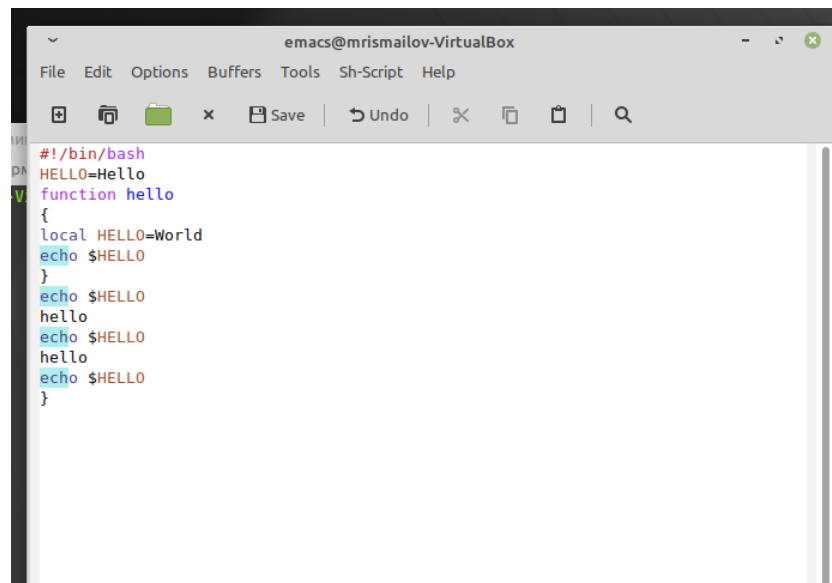 emacs@mrismailov-VirtualBox
File Edit Options Buffers Tools Sh-Script Help
Save Undo
#!/bin/bash
HELLO=Hello
function hello
{
local HELLO=World
echo $HELLO
}
echo $HELLO
hello
echo $HELLO
hello
echo $HELLO
}